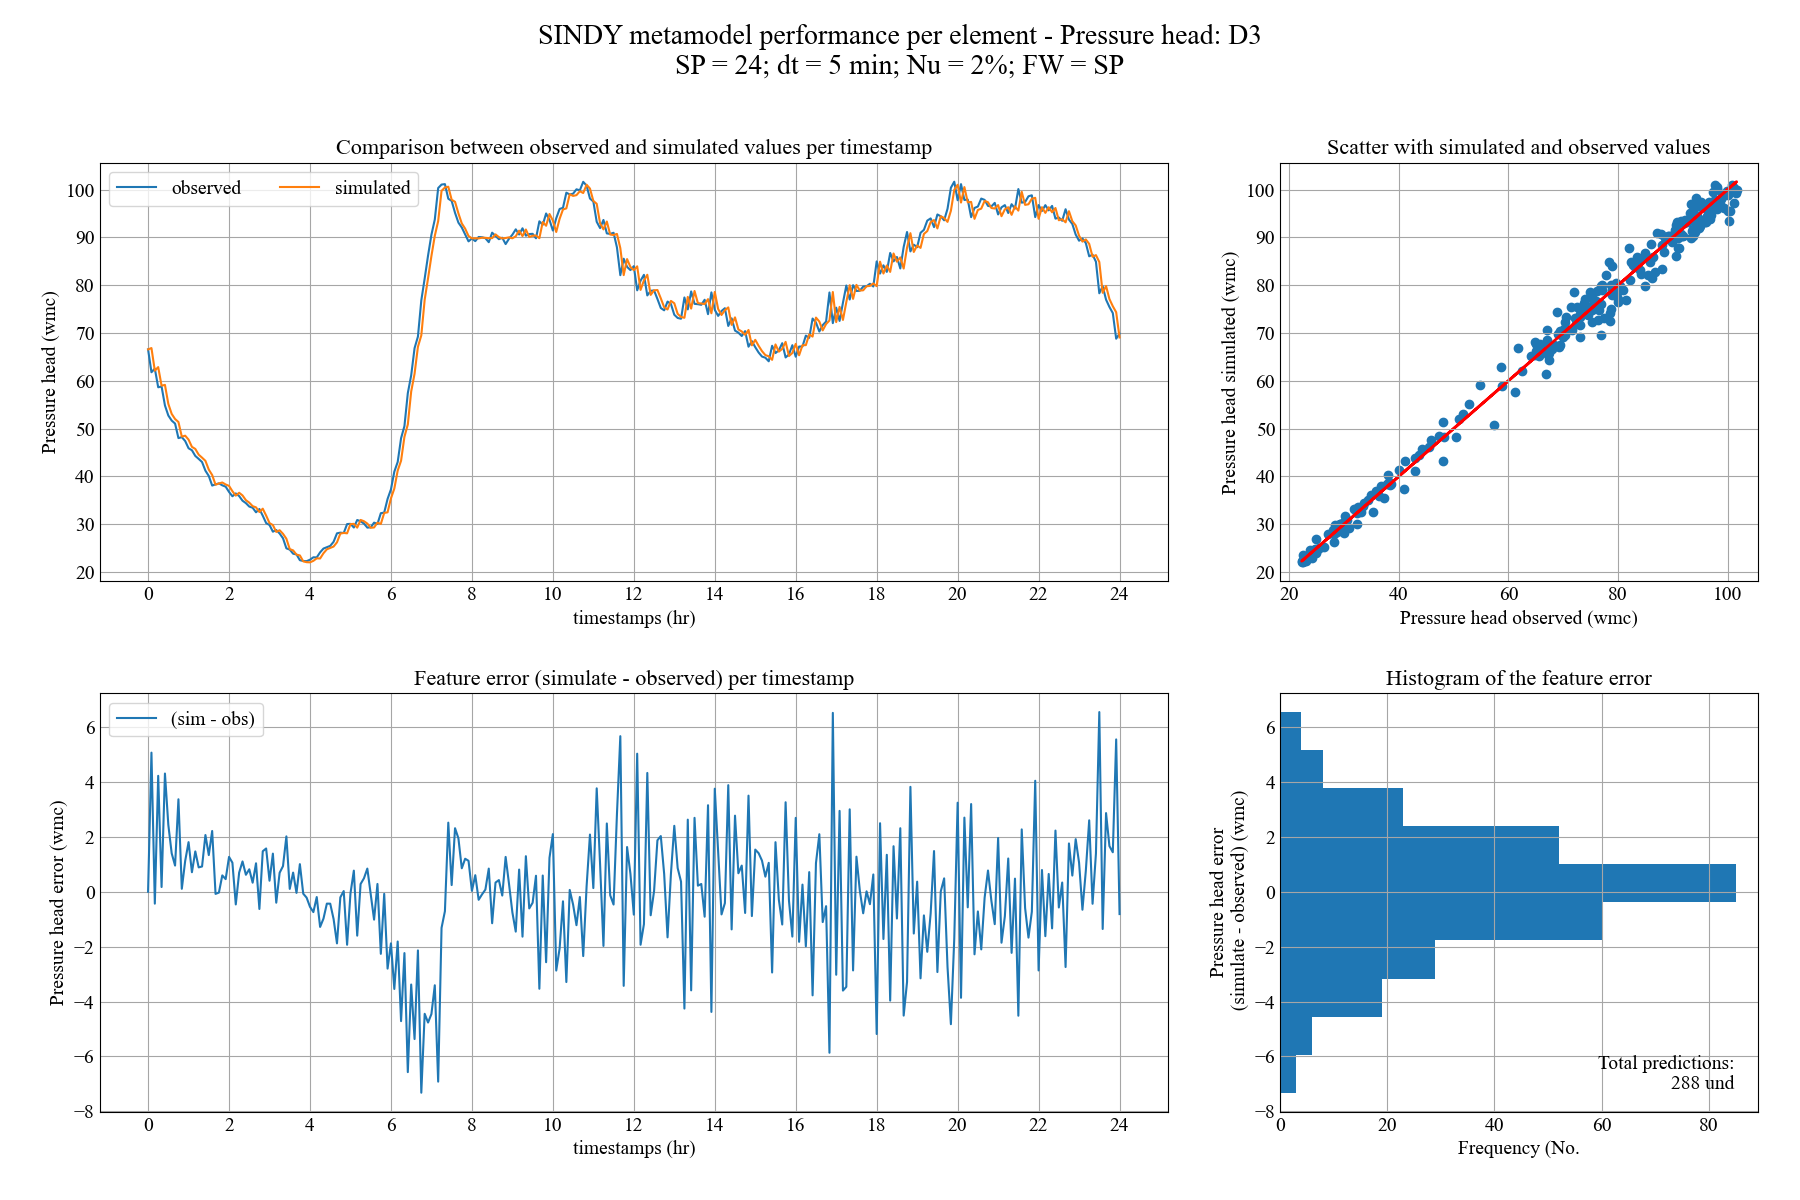 SINDY metamodel performance per element - Pressure head: D3
SP = 24; dt = 5 min; Nu = 2%; FW = SP
Comparison between observed and simulated values per timestamp
observed simulated
100
90
80
70
60
50
40
30
20
Pressure head (wmc)
0 2 4 6 8 10 12 14 16 18 20 22 24
timestamps (hr)
Scatter with simulated and observed values
100
90
80
70
60
50
40
30
20
Pressure head simulated (wmc)
20 40 60 80 100
Pressure head observed (wmc)
Feature error (simulate - observed) per timestamp
(sim - obs)
6
4
2
0
−2
−4
−6
−8
Pressure head error (wmc)
0 2 4 6 8 10 12 14 16 18 20 22 24
timestamps (hr)
Histogram of the feature error
6
4
2
0
−2
−4
−6
−8
Pressure head error
(simulate - observed) (wmc)
Total predictions:
288 und
0 20 40 60 80
Frequency (No.